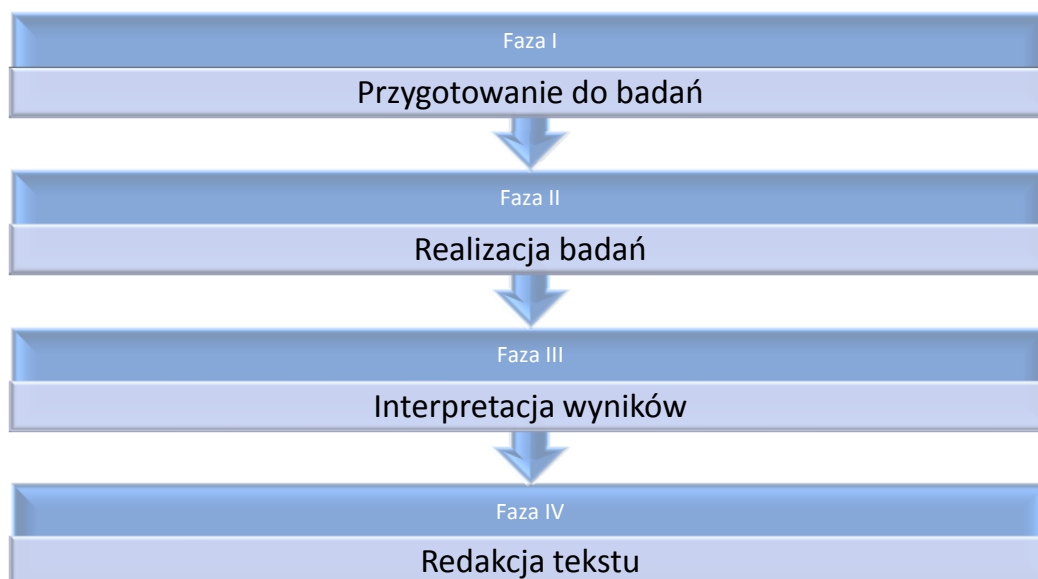 Faza I
Przygotowanie do badań
Faza II
Realizacja badań
Faza III
Interpretacja wyników
Faza IV
Redakcja tekstu